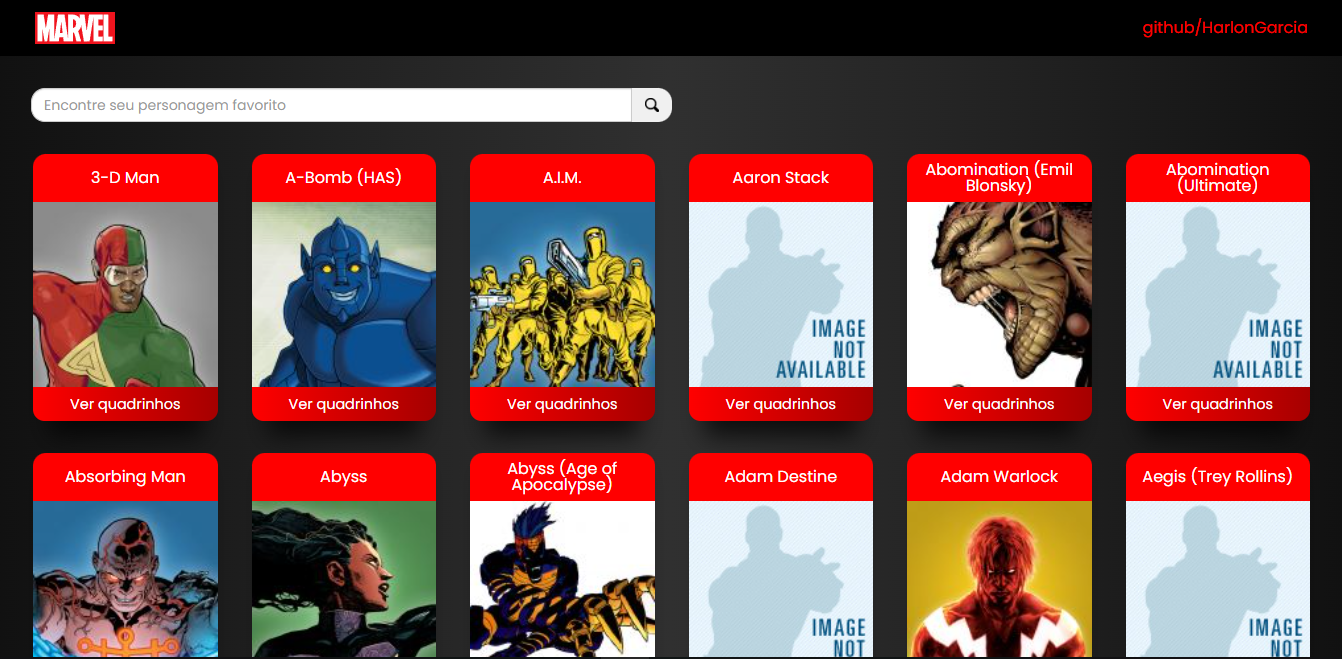 MARVEL
github/HarlonGarcia
Encontre seu personagem favorito
3-D Man
A-Bomb (HAS)
A.I.M.
Aaron Stack
Abomination (Emil
Blonsky)
Abomination
(Ultimate)
IMAGE
NOT
AVAILABLE
IMAGE
NOT
AVAILABLE
Ver quadrinhos
Ver quadrinhos
Ver quadrinhos
Ver quadrinhos
Ver quadrinhos
Ver quadrinhos
Absorbing Man
Abyss
Abyss (Age of
Apocalypse)
Adam Destine
Adam Warlock
Aegis (Trey Rollins)
IMAGE
NOT
IMAGE
NOT